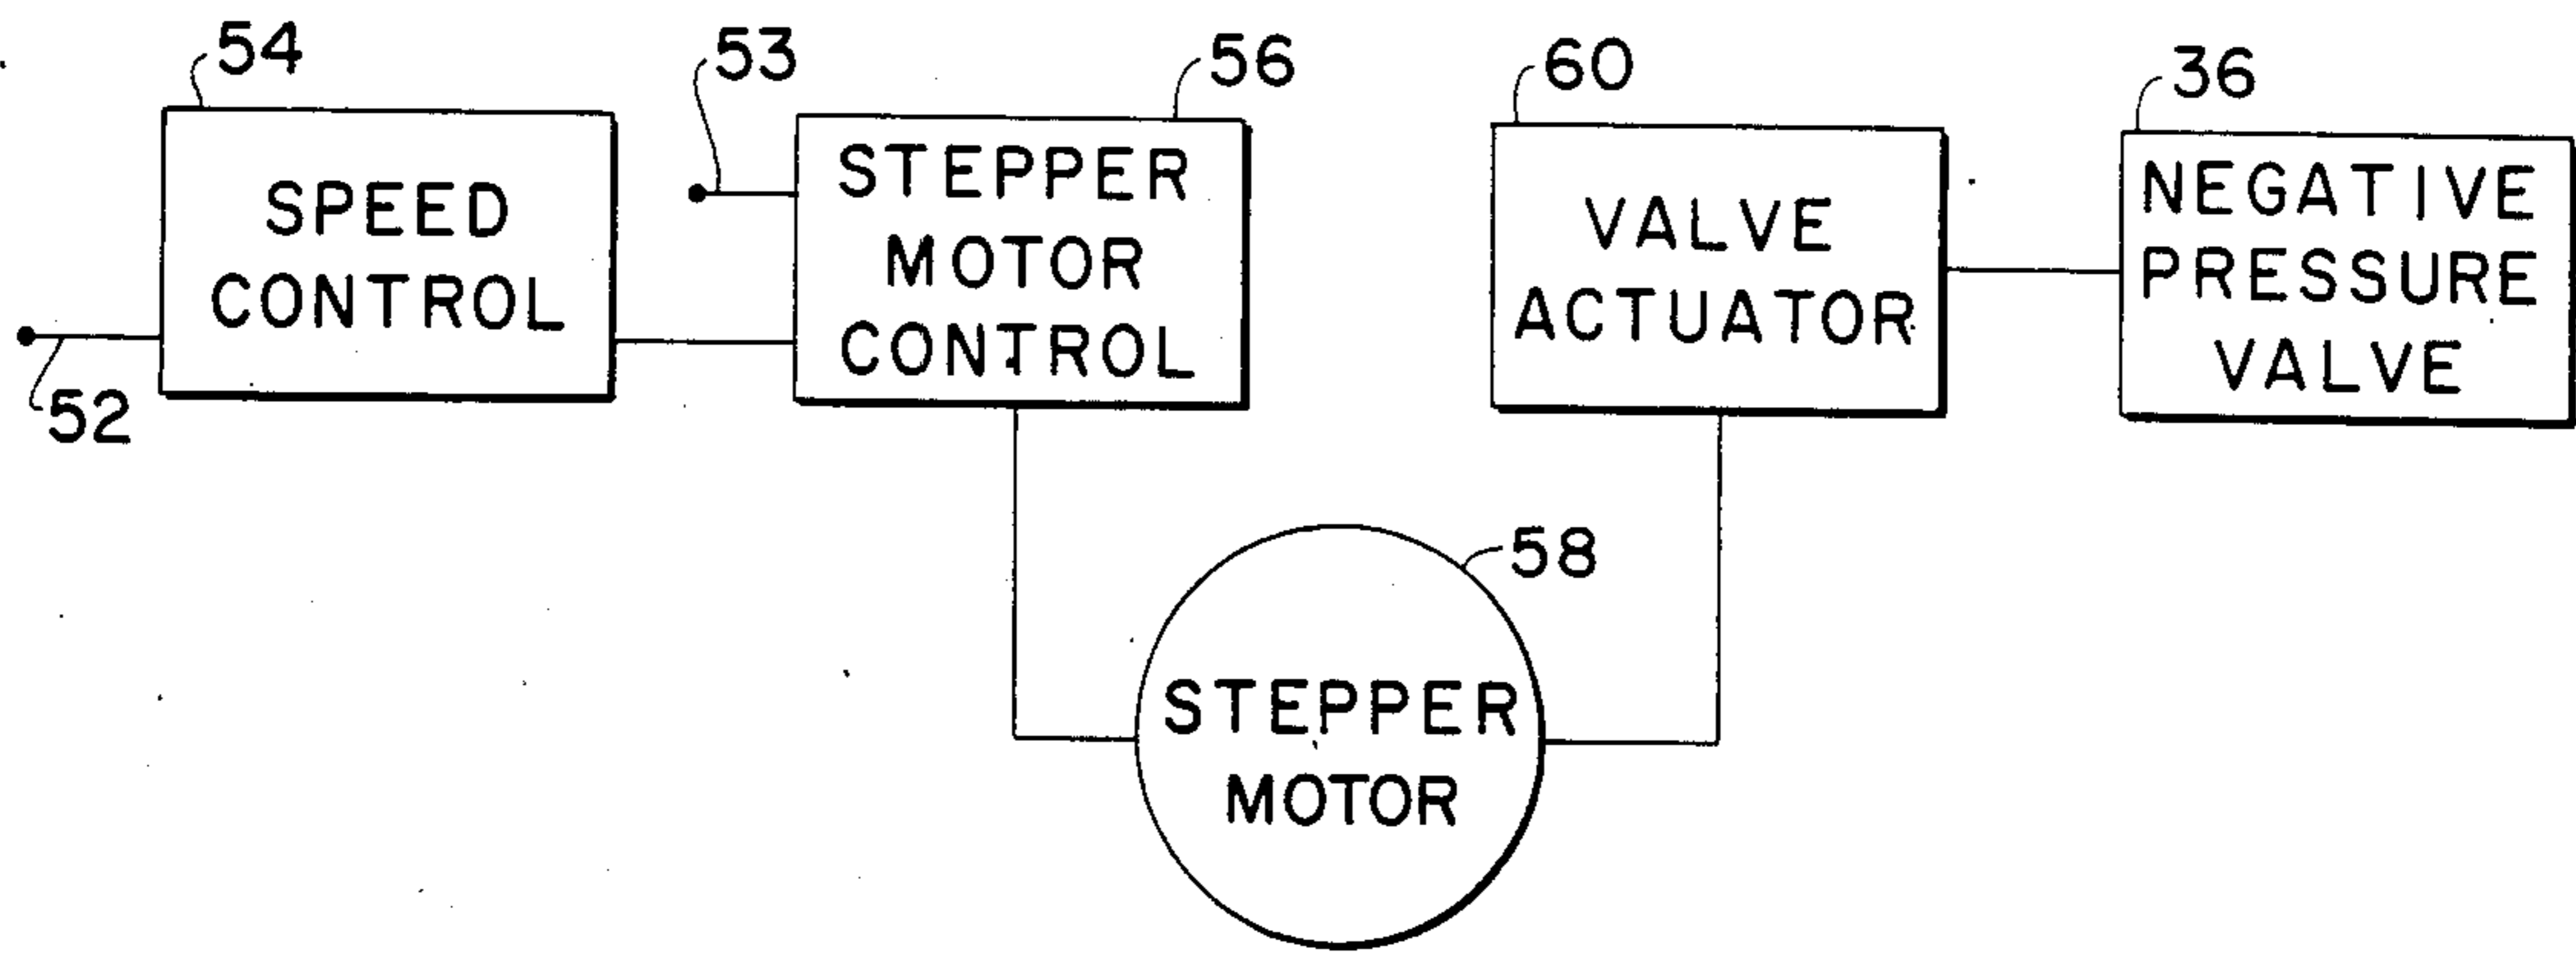 54
53
56
60
36
SPEED
CONTROL
52
STEPPER
MOTOR
CONTROL
VALVE
ACTUATOR
NEGATIVE
PRESSURE
VALVE
58
STEPPER
MOTOR